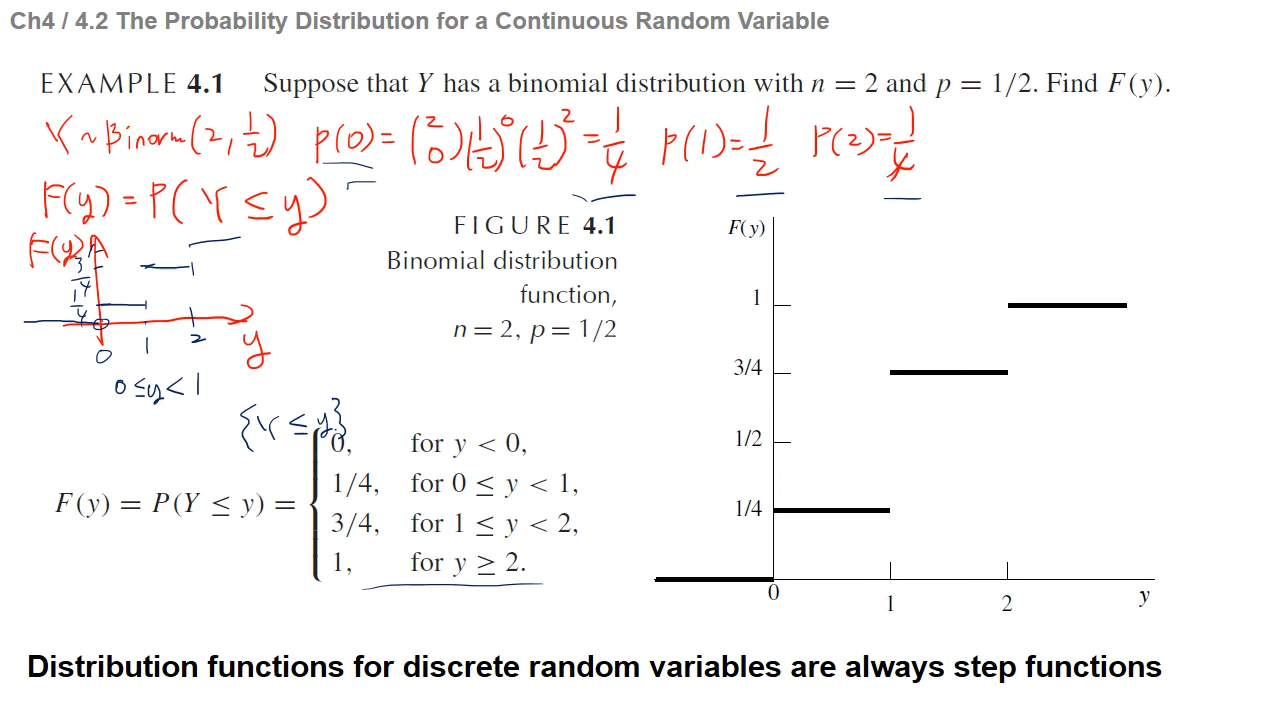 Ch4 / 4.2 The Probability Distribution for a Continuous Random Variable
EXAMPLE 4.1 Suppose that Y has a binomial distribution with n = 2 and p = 1/2. Find F(y).
Y ~ Binom(2, 1/2) P(0) = (2 0)(1/2)^0 (1/2)^2 = 1/4 P(1) = 1/2 P(2) = 1/4
F(y) = P(Y ≤ y)
F(y)
1
3/4
1/4
0
1
2
y
0 ≤ y < 1
FIGURE 4.1
Binomial distribution
function,
n = 2, p = 1/2
{Y ≤ y}
F(y) = P(Y ≤ y) =
0, for y < 0,
1/4, for 0 ≤ y < 1,
3/4, for 1 ≤ y < 2,
1, for y ≥ 2.
F(y)
1
3/4
1/2
1/4
0
1
2
y
Distribution functions for discrete random variables are always step functions